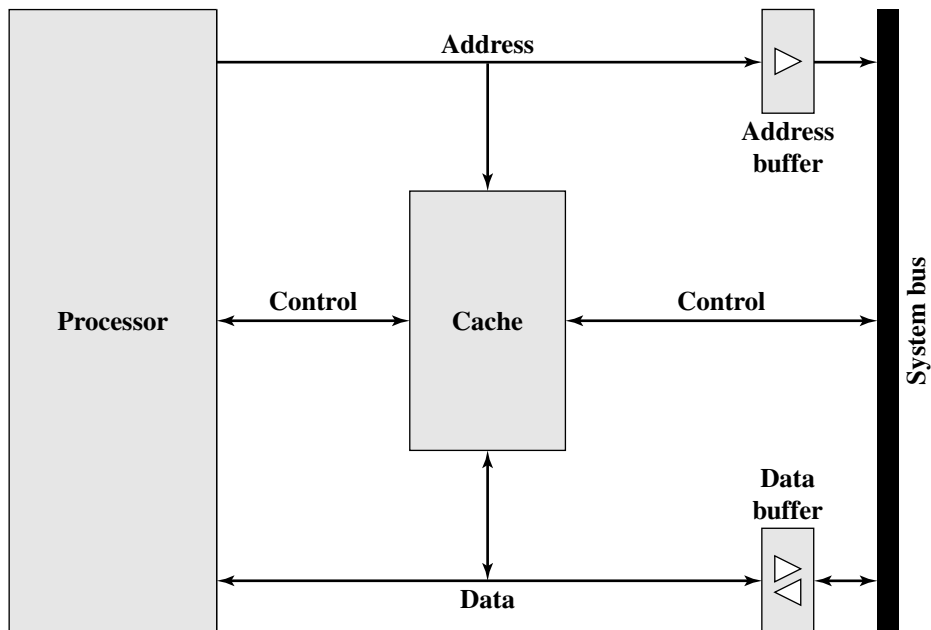 Address
Address
buffer
Processor
Control
Cache
Control
System bus
Data
buffer
Data